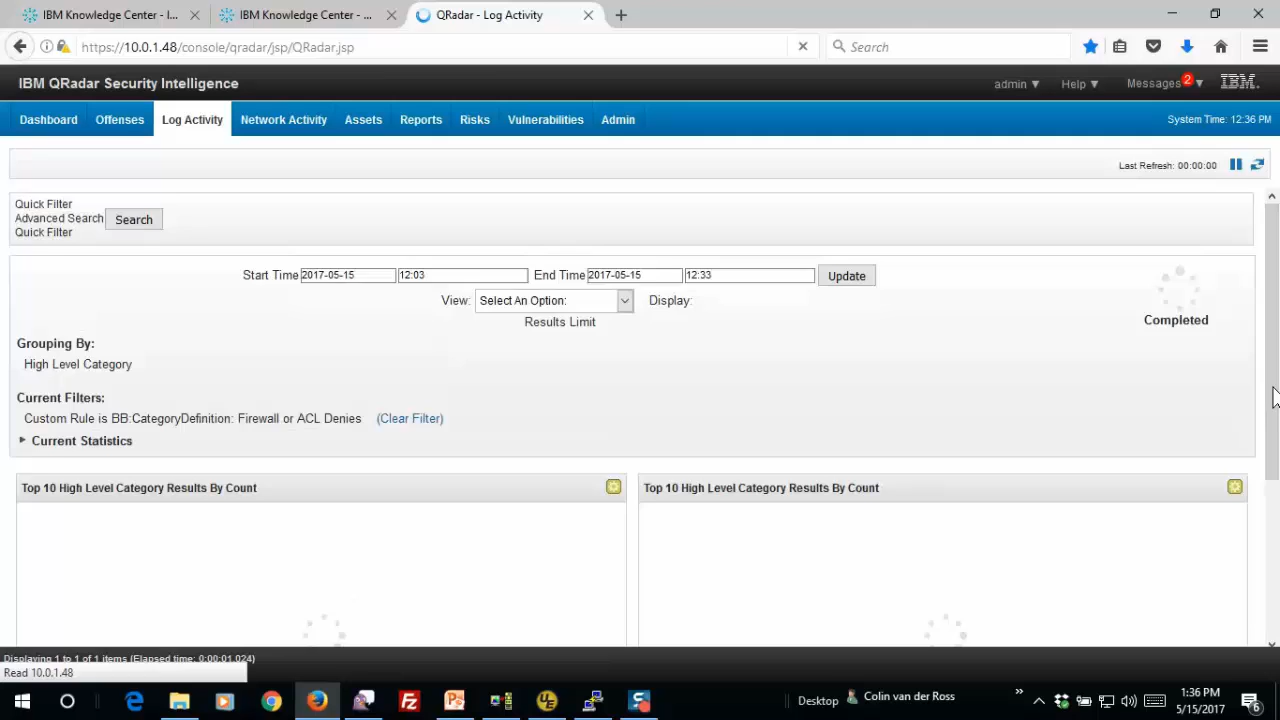 IBM Knowledge Center - I...
IBM Knowledge Center - ...
QRadar - Log Activity
https://10.0.1.48/console/qradar/jsp/QRadar.jsp
Search
IBM QRadar Security Intelligence
admin
Help
Messages
2
IBM.
Dashboard
Offenses
Log Activity
Network Activity
Assets
Reports
Risks
Vulnerabilities
Admin
System Time: 12:36 PM
Last Refresh: 00:00:00
Quick Filter
Advanced Search
Search
Quick Filter
Start Time 2017-05-15 12:03 End Time 2017-05-15 12:33 Update
View: Select An Option: Display:
Results Limit
Completed
Grouping By:
High Level Category
Current Filters:
Custom Rule is BB:CategoryDefinition: Firewall or ACL Denies (Clear Filter)
Current Statistics
Top 10 High Level Category Results By Count
Top 10 High Level Category Results By Count
Displaying 1 to 1 of 1 items (Elapsed time: 0:00:01.024)
Read 10.0.1.48
Desktop
Colin van der Ross
1:36 PM
5/15/2017
6